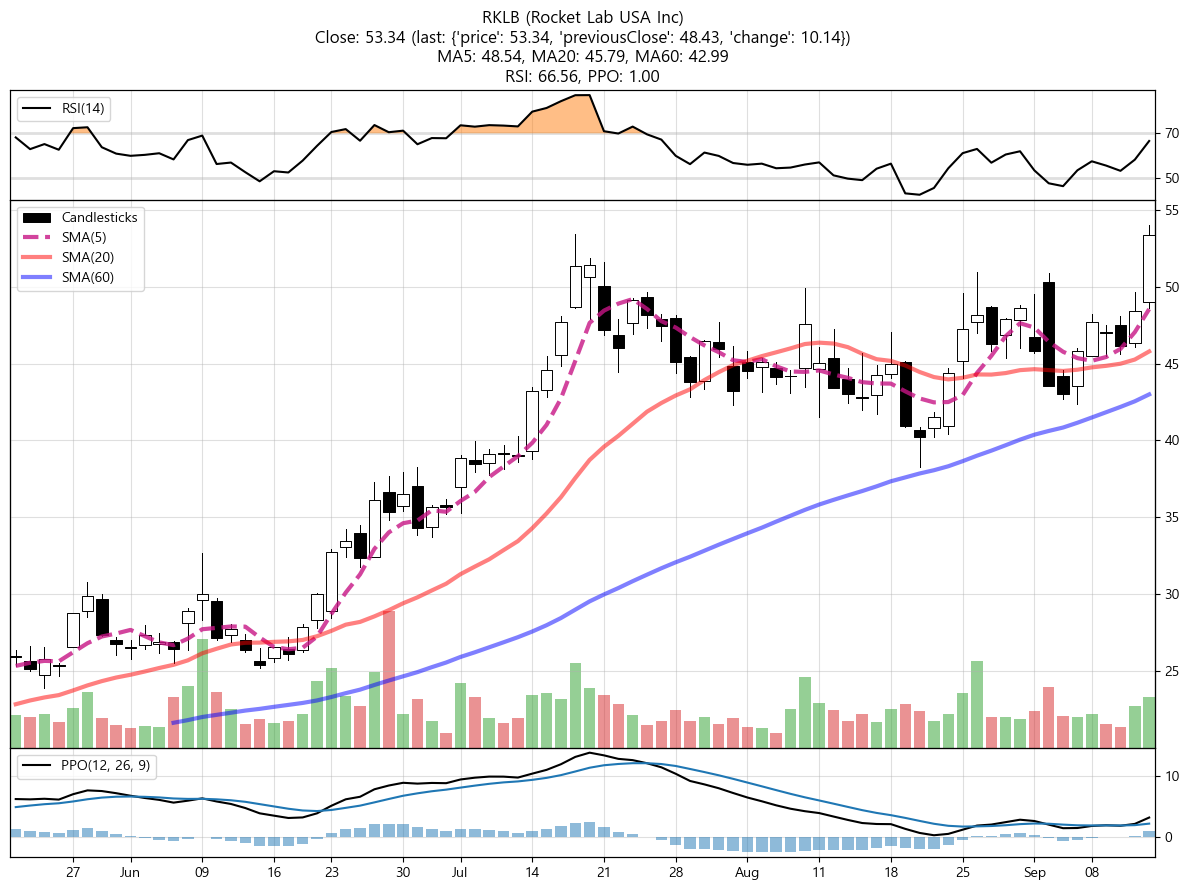 RKLB (Rocket Lab USA Inc)
Close: 53.34 (last: {'price': 53.34, 'previousClose': 48.43, 'change': 10.14})
MA5: 48.54, MA20: 45.79, MA60: 42.99
RSI: 66.56, PPO: 1.00
RSI(14)
70
50
Candlesticks
SMA(5)
SMA(20)
SMA(60)
55
50
45
40
35
30
25
PPO(12, 26, 9)
10
0
27 Jun 09 16 23 30 Jul 07 14 21 28 Aug 11 18 25 Sep 08